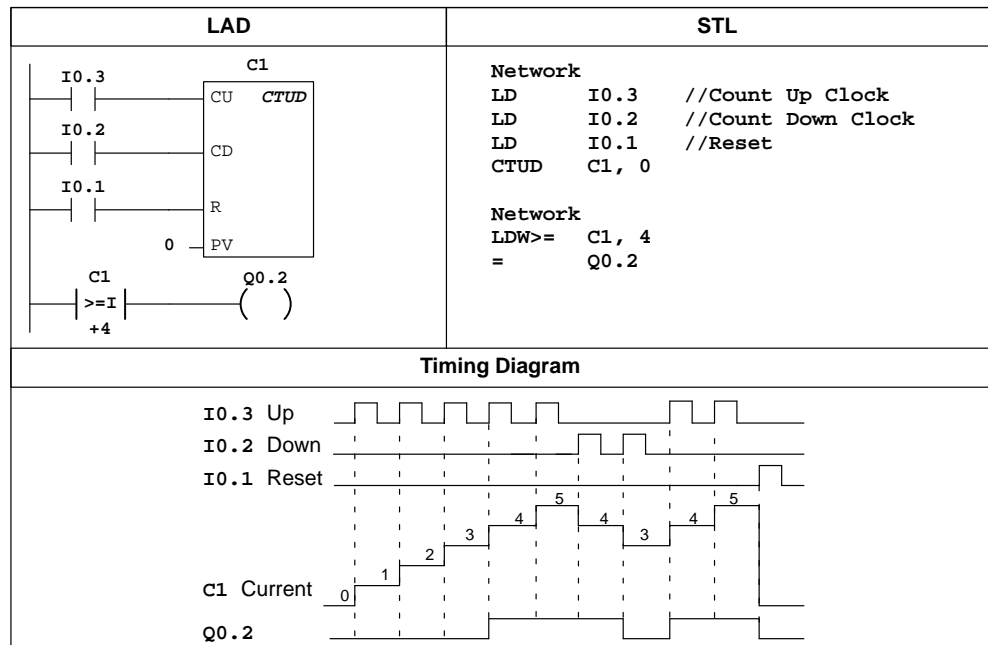 LAD
STL
C1
I0.3
CU CTUD
I0.2
CD
I0.1
R
0 PV
C1
Q0.2
>=I
+4
Network
LD I0.3 //Count Up Clock
LD I0.2 //Count Down Clock
LD I0.1 //Reset
CTUD C1, 0
Network
LDW>= C1, 4
= Q0.2
Timing Diagram
I0.3 Up
I0.2 Down
I0.1 Reset
5 5
4 4 4
3 3
2
1
C1 Current 0
Q0.2